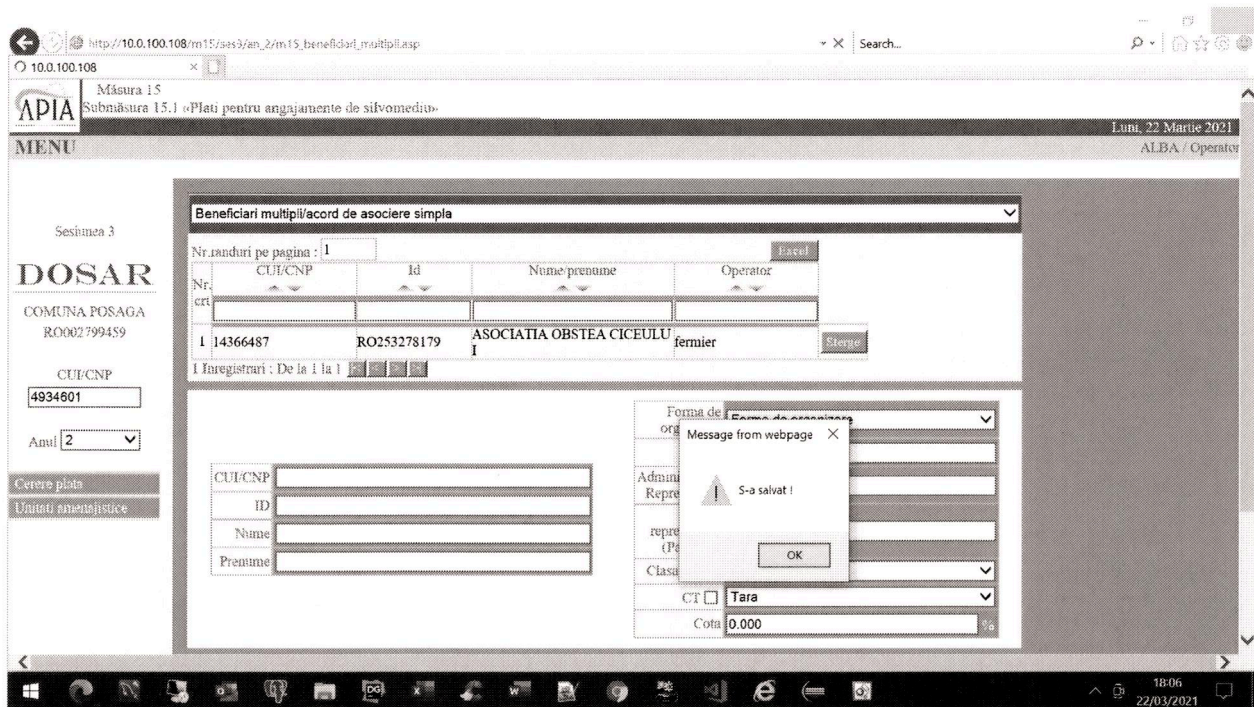 http://10.0.100.108/m15/ses3/an_2/m15_beneficiari_multipli.asp
Search...
10.0.100.108
APIA
Măsura 15
Submăsura 15.1 «Plati pentru angajamente de silvomediu»
Luni, 22 Martie 2021
MENU
ALBA / Operator
Sesiunea 3
DOSAR
COMUNA POSAGA
RO002799459
CUI/CNP
4934601
Anul 2
Cerere plata
Unitati amenajistice
Beneficiari multipli/acord de asociere simpla
Nr.randuri pe pagina : 1
Excel
Nr. crt CUI/CNP Id Nume/prenume Operator
1 14366487 RO253278179 ASOCIATIA OBSTEA CICEULU fermier Sterge
I
1 Inregistrari : De la 1 la 1
CUI/CNP
ID
Nume
Prenume
Forma de
org
Forma de organizare
Admini
Repre
repre
(Pa
Clasa
CT Tara
Cota 0.000 %
Message from webpage
S-a salvat !
OK
18:06
22/03/2021